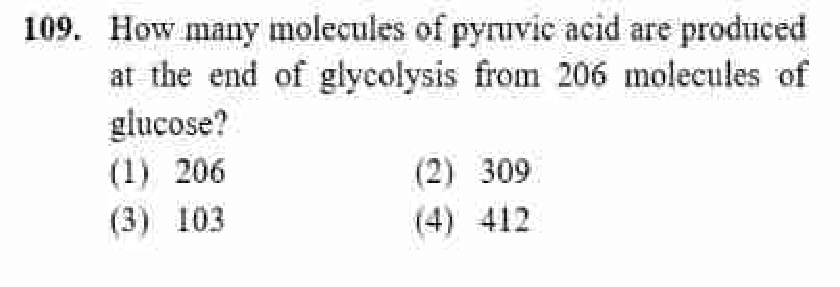 109. How many molecules of pyruvic acid are produced
at the end of glycolysis from 206 molecules of
glucose?
(1) 206 (2) 309
(3) 103 (4) 412